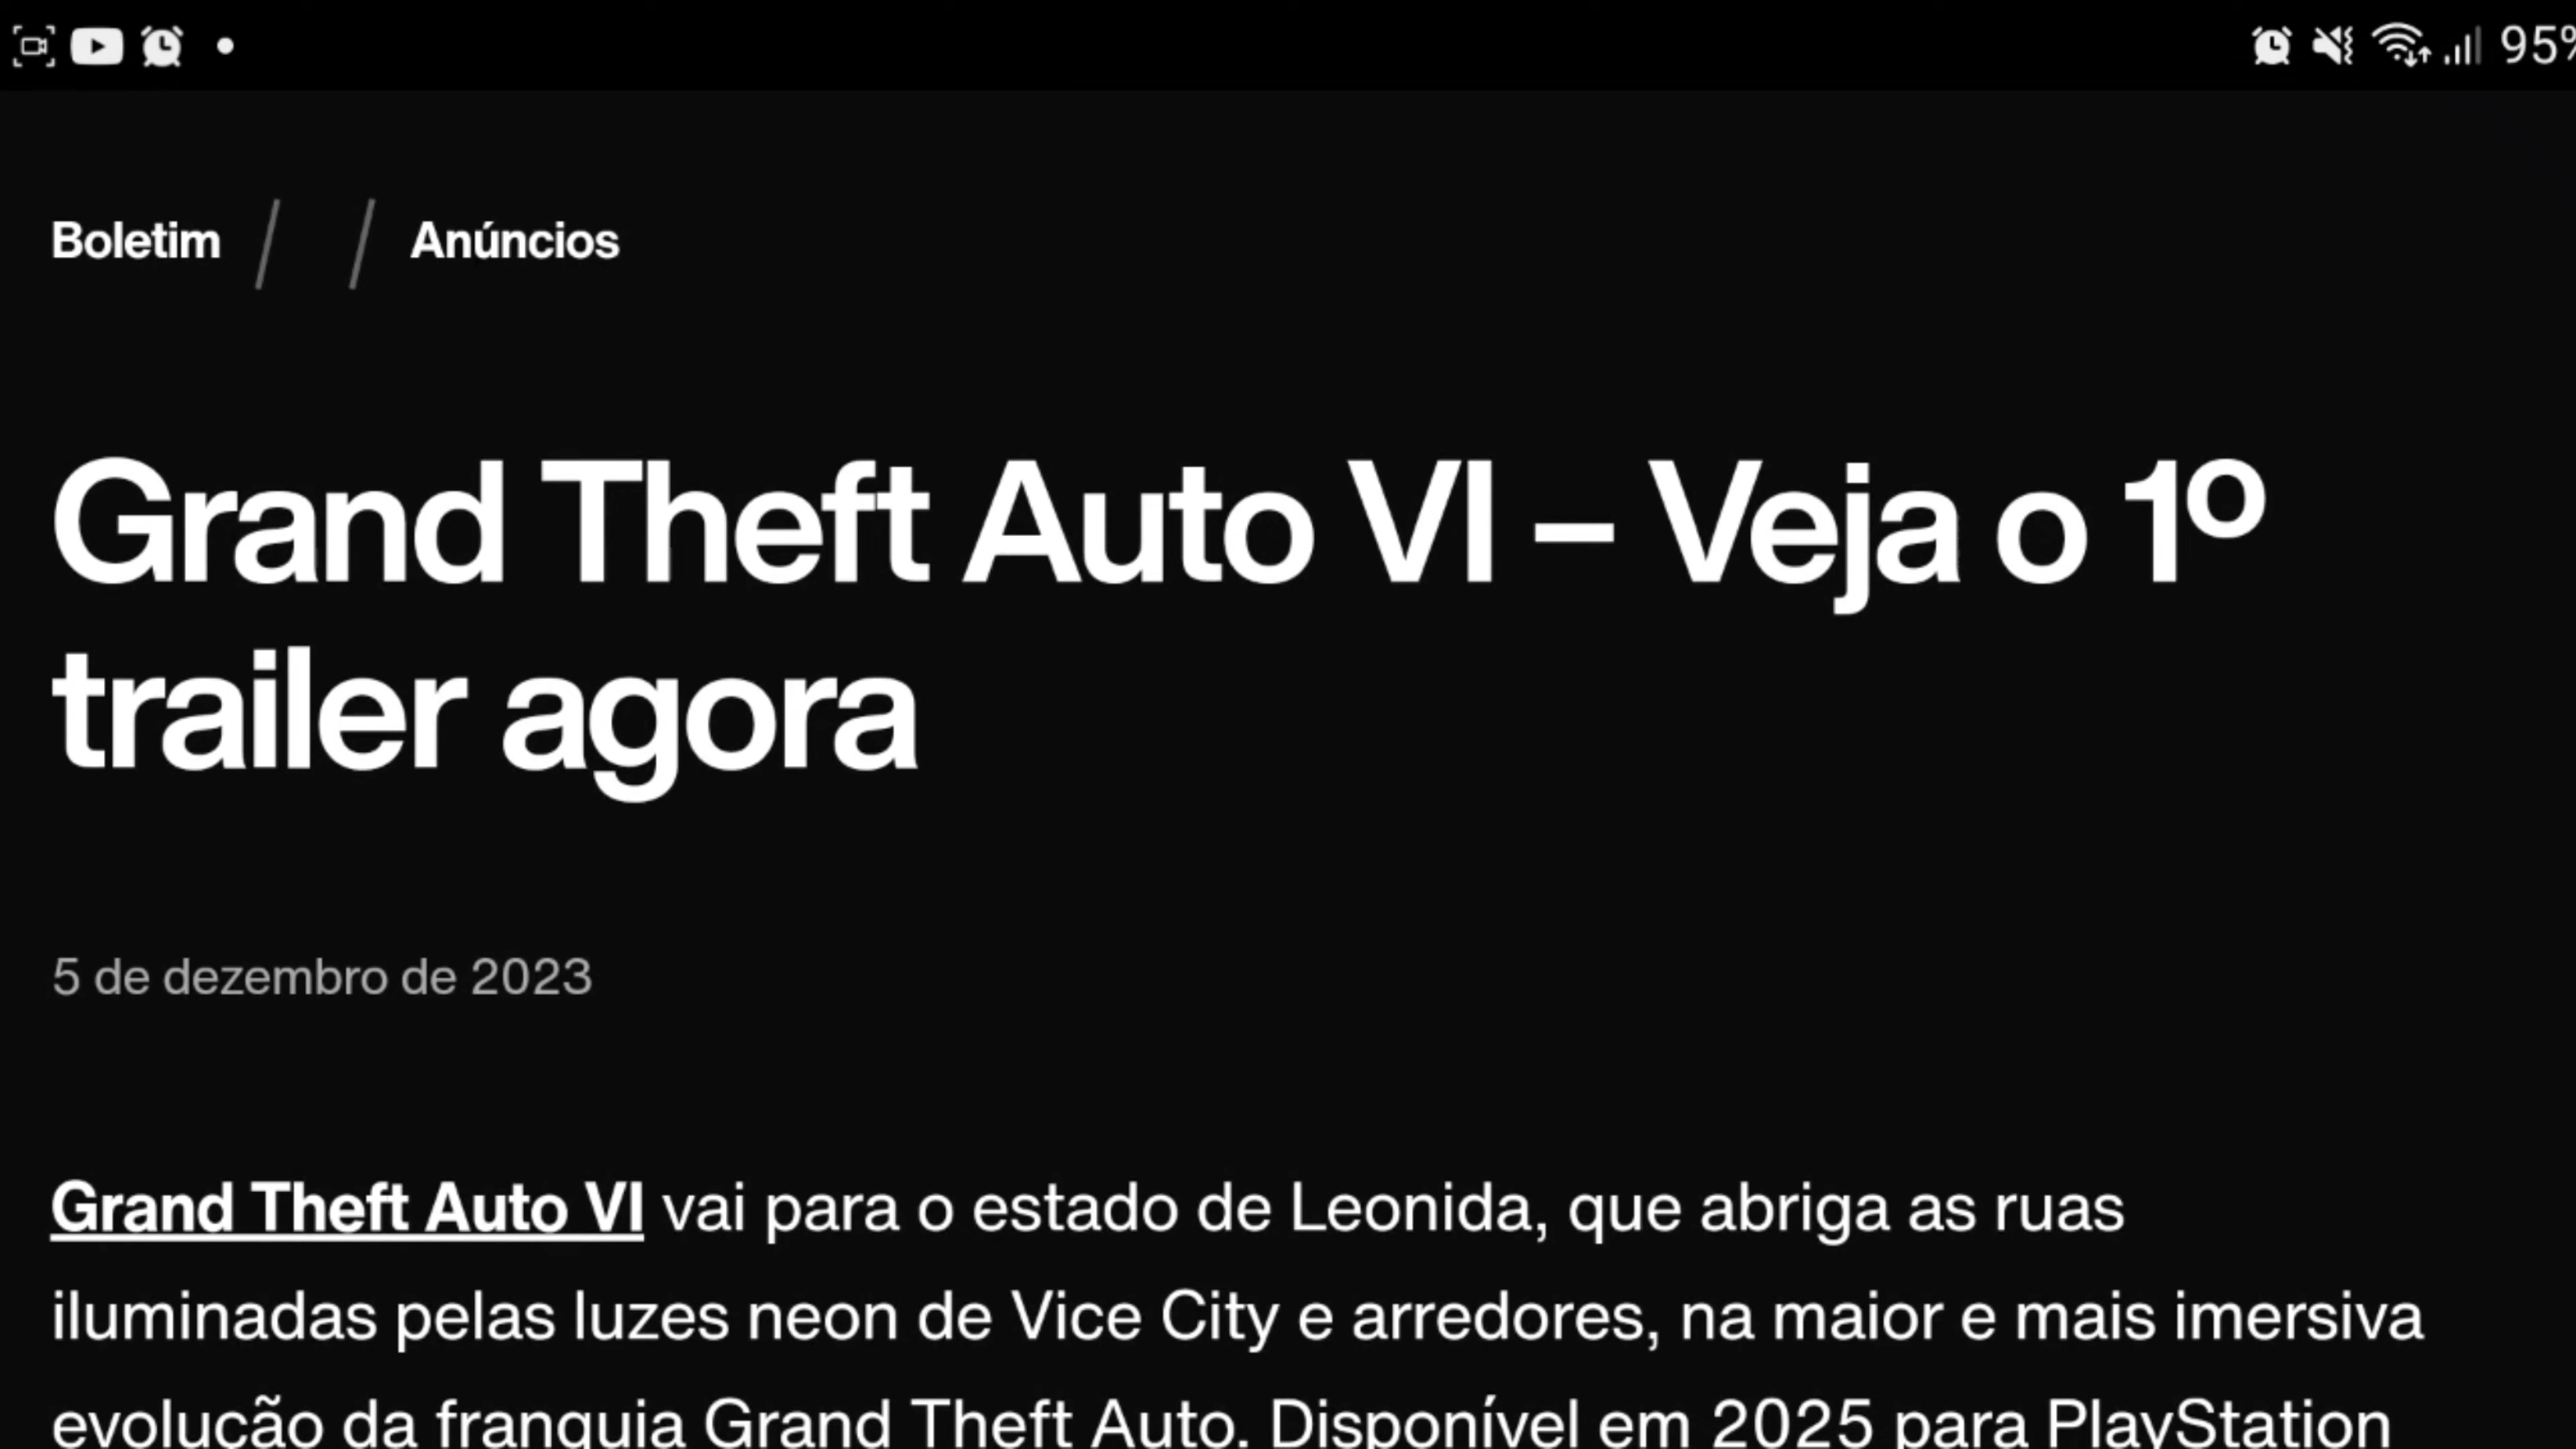 95%
Boletim / / Anúncios
Grand Theft Auto VI – Veja o 1º
trailer agora
5 de dezembro de 2023
Grand Theft Auto VI vai para o estado de Leonida, que abriga as ruas
iluminadas pelas luzes neon de Vice City e arredores, na maior e mais imersiva
evolução da franquia Grand Theft Auto. Disponível em 2025 para PlayStation